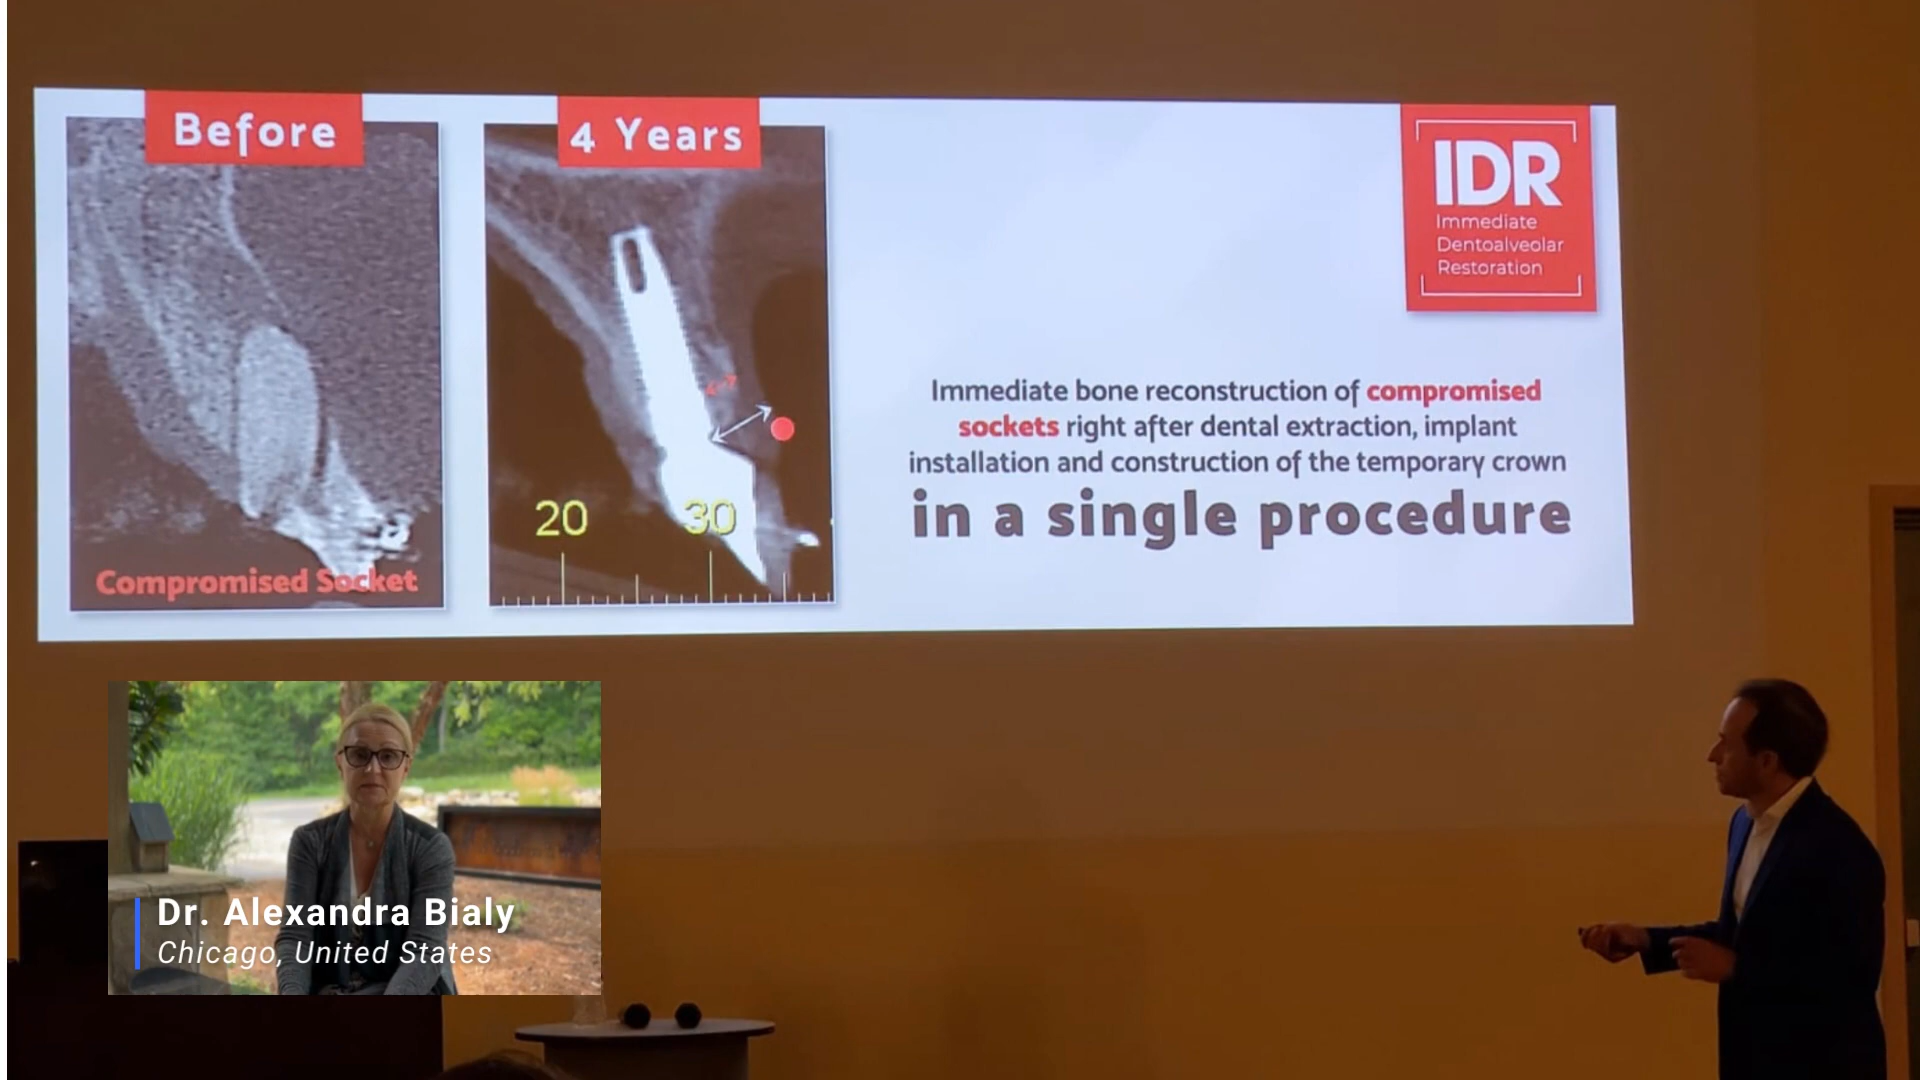 Before
4 Years
IDR
Immediate
Dentoalveolar
Restoration
Immediate bone reconstruction of compromised
sockets right after dental extraction, implant
installation and construction of the temporary crown
in a single procedure
20
30
Compromised Socket
Dr. Alexandra Bialy
Chicago, United States